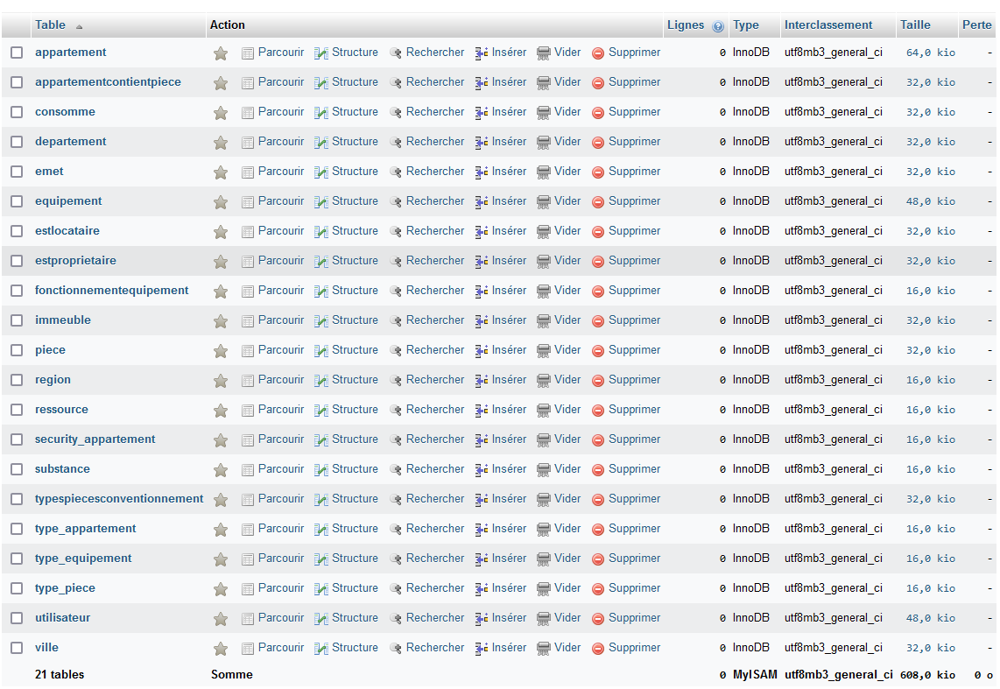 Table Action Lignes Type Interclassement Taille Perte
appartement Parcourir Structure Rechercher Insérer Vider Supprimer 0 InnoDB utf8mb3_general_ci 64,0 kio -
appartementcontientpiece Parcourir Structure Rechercher Insérer Vider Supprimer 0 InnoDB utf8mb3_general_ci 32,0 kio -
consomme Parcourir Structure Rechercher Insérer Vider Supprimer 0 InnoDB utf8mb3_general_ci 32,0 kio -
departement Parcourir Structure Rechercher Insérer Vider Supprimer 0 InnoDB utf8mb3_general_ci 32,0 kio -
emet Parcourir Structure Rechercher Insérer Vider Supprimer 0 InnoDB utf8mb3_general_ci 32,0 kio -
equipement Parcourir Structure Rechercher Insérer Vider Supprimer 0 InnoDB utf8mb3_general_ci 48,0 kio -
estlocataire Parcourir Structure Rechercher Insérer Vider Supprimer 0 InnoDB utf8mb3_general_ci 32,0 kio -
estproprietaire Parcourir Structure Rechercher Insérer Vider Supprimer 0 InnoDB utf8mb3_general_ci 32,0 kio -
fonctionnementequipement Parcourir Structure Rechercher Insérer Vider Supprimer 0 InnoDB utf8mb3_general_ci 16,0 kio -
immeuble Parcourir Structure Rechercher Insérer Vider Supprimer 0 InnoDB utf8mb3_general_ci 32,0 kio -
piece Parcourir Structure Rechercher Insérer Vider Supprimer 0 InnoDB utf8mb3_general_ci 32,0 kio -
region Parcourir Structure Rechercher Insérer Vider Supprimer 0 InnoDB utf8mb3_general_ci 16,0 kio -
ressource Parcourir Structure Rechercher Insérer Vider Supprimer 0 InnoDB utf8mb3_general_ci 16,0 kio -
security_appartement Parcourir Structure Rechercher Insérer Vider Supprimer 0 InnoDB utf8mb3_general_ci 16,0 kio -
substance Parcourir Structure Rechercher Insérer Vider Supprimer 0 InnoDB utf8mb3_general_ci 16,0 kio -
typespiecesconventionnement Parcourir Structure Rechercher Insérer Vider Supprimer 0 InnoDB utf8mb3_general_ci 32,0 kio -
type_appartement Parcourir Structure Rechercher Insérer Vider Supprimer 0 InnoDB utf8mb3_general_ci 16,0 kio -
type_equipement Parcourir Structure Rechercher Insérer Vider Supprimer 0 InnoDB utf8mb3_general_ci 16,0 kio -
type_piece Parcourir Structure Rechercher Insérer Vider Supprimer 0 InnoDB utf8mb3_general_ci 16,0 kio -
utilisateur Parcourir Structure Rechercher Insérer Vider Supprimer 0 InnoDB utf8mb3_general_ci 48,0 kio -
ville Parcourir Structure Rechercher Insérer Vider Supprimer 0 InnoDB utf8mb3_general_ci 32,0 kio -
21 tables Somme 0 MyISAM utf8mb3_general_ci 608,0 kio 0 o